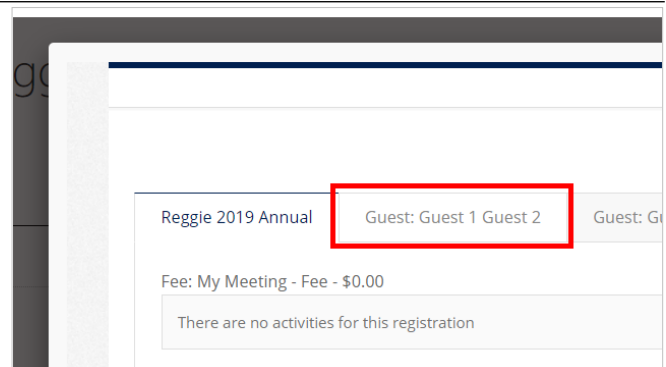 Reggie 2019 Annual Guest: Guest 1 Guest 2 Guest:
Fee: My Meeting - Fee - $0.00
There are no activities for this registration